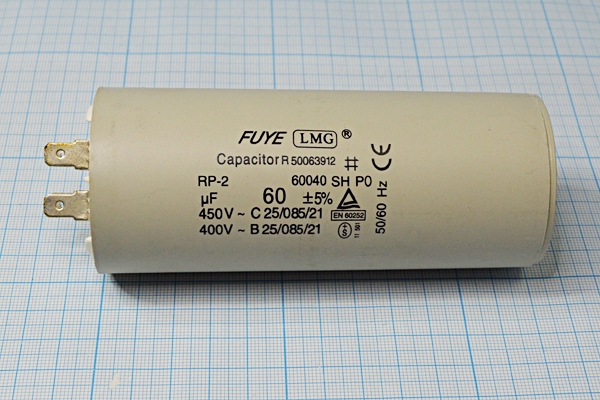 FUYE LMG ®
Capacitor R 50063912
RP-2 60040 SH P0
µF 60 ±5%
450V ~ C 25/085/21 EN 60252
400V ~ B 25/085/21
CE
50/60 Hz